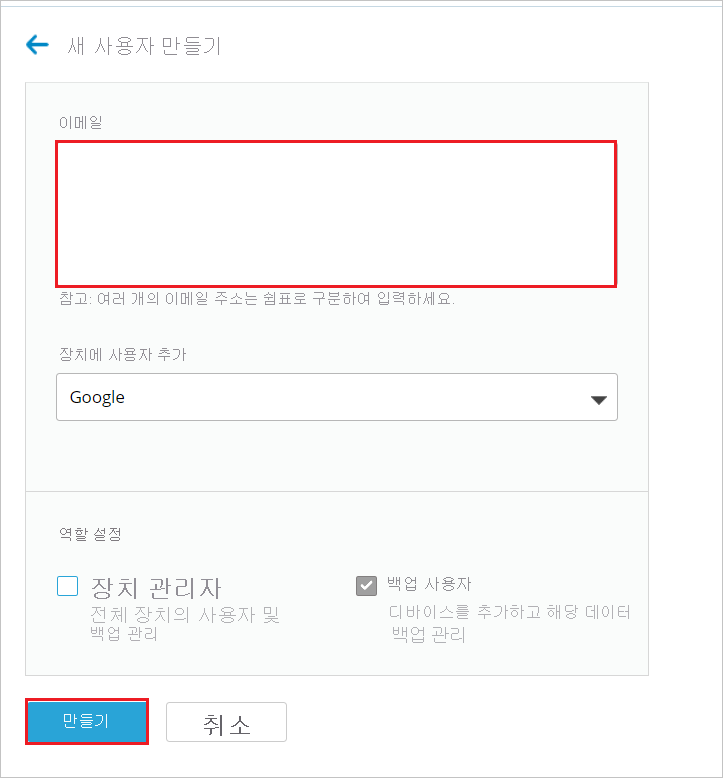 새 사용자 만들기
이메일
참고: 여러 개의 이메일 주소는 쉼표로 구분하여 입력하세요.
장치에 사용자 추가
Google
역할 설정
장치 관리자
전체 장치의 사용자 및
백업 관리
백업 사용자
디바이스를 추가하고 해당 데이터
백업 관리
만들기
취소